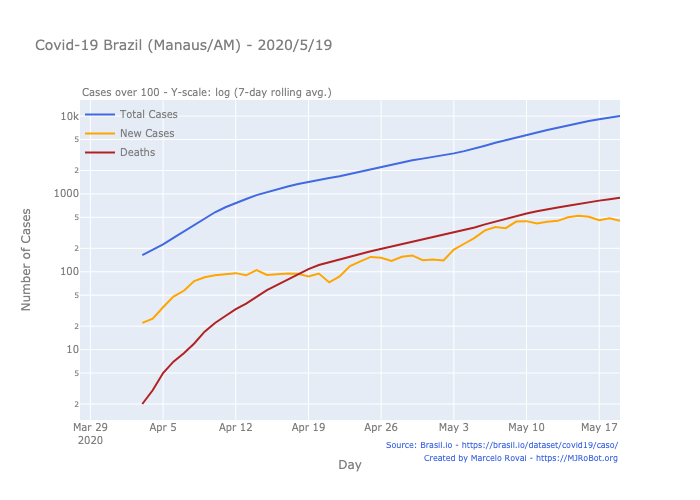 Covid-19 Brazil (Manaus/AM) - 2020/5/19
Cases over 100 - Y-scale: log (7-day rolling avg.)
Total Cases
New Cases
Deaths
10k
5
2
1000
5
2
100
5
2
10
5
2
Number of Cases
Mar 29
2020
Apr 5
Apr 12
Apr 19
Apr 26
May 3
May 10
May 17
Day
Source: Brasil.io - https://brasil.io/dataset/covid19/caso/
Created by Marcelo Rovai - https://MJRoBot.org